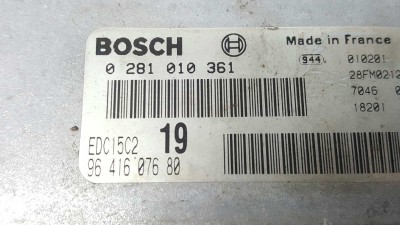 BOSCH
Made in France
0 281 010 361
944 010201
28FM0212
7046
18201
EDC15C2 19
96 416 076 80